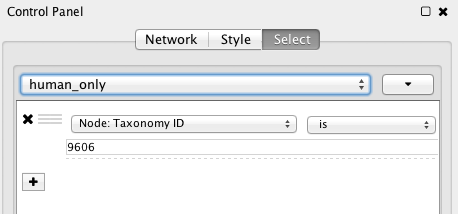 Control Panel
Network Style Select
human_only
Node: Taxonomy ID is
9606